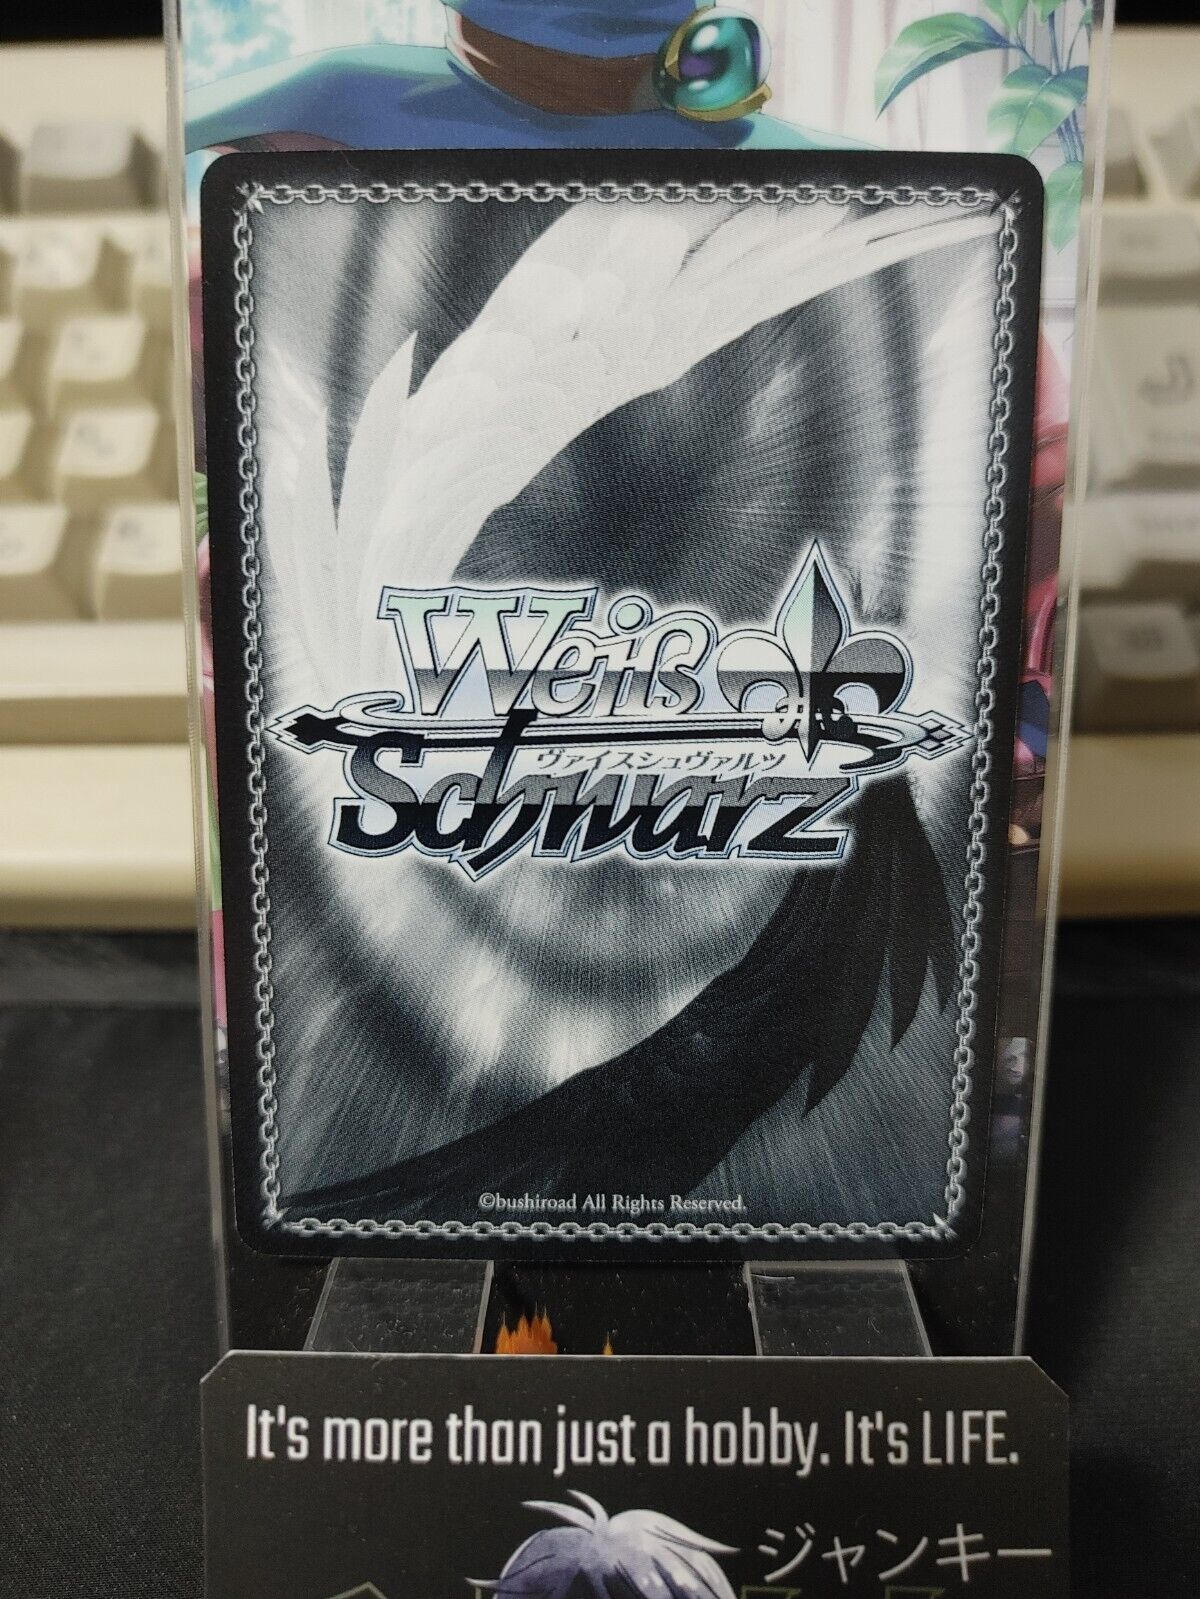 Weiß
ヴァイスシュヴァルツ
Schwarz
©bushiroad All Rights Reserved.
It's more than just a hobby. It's LIFE.
ジャンキー